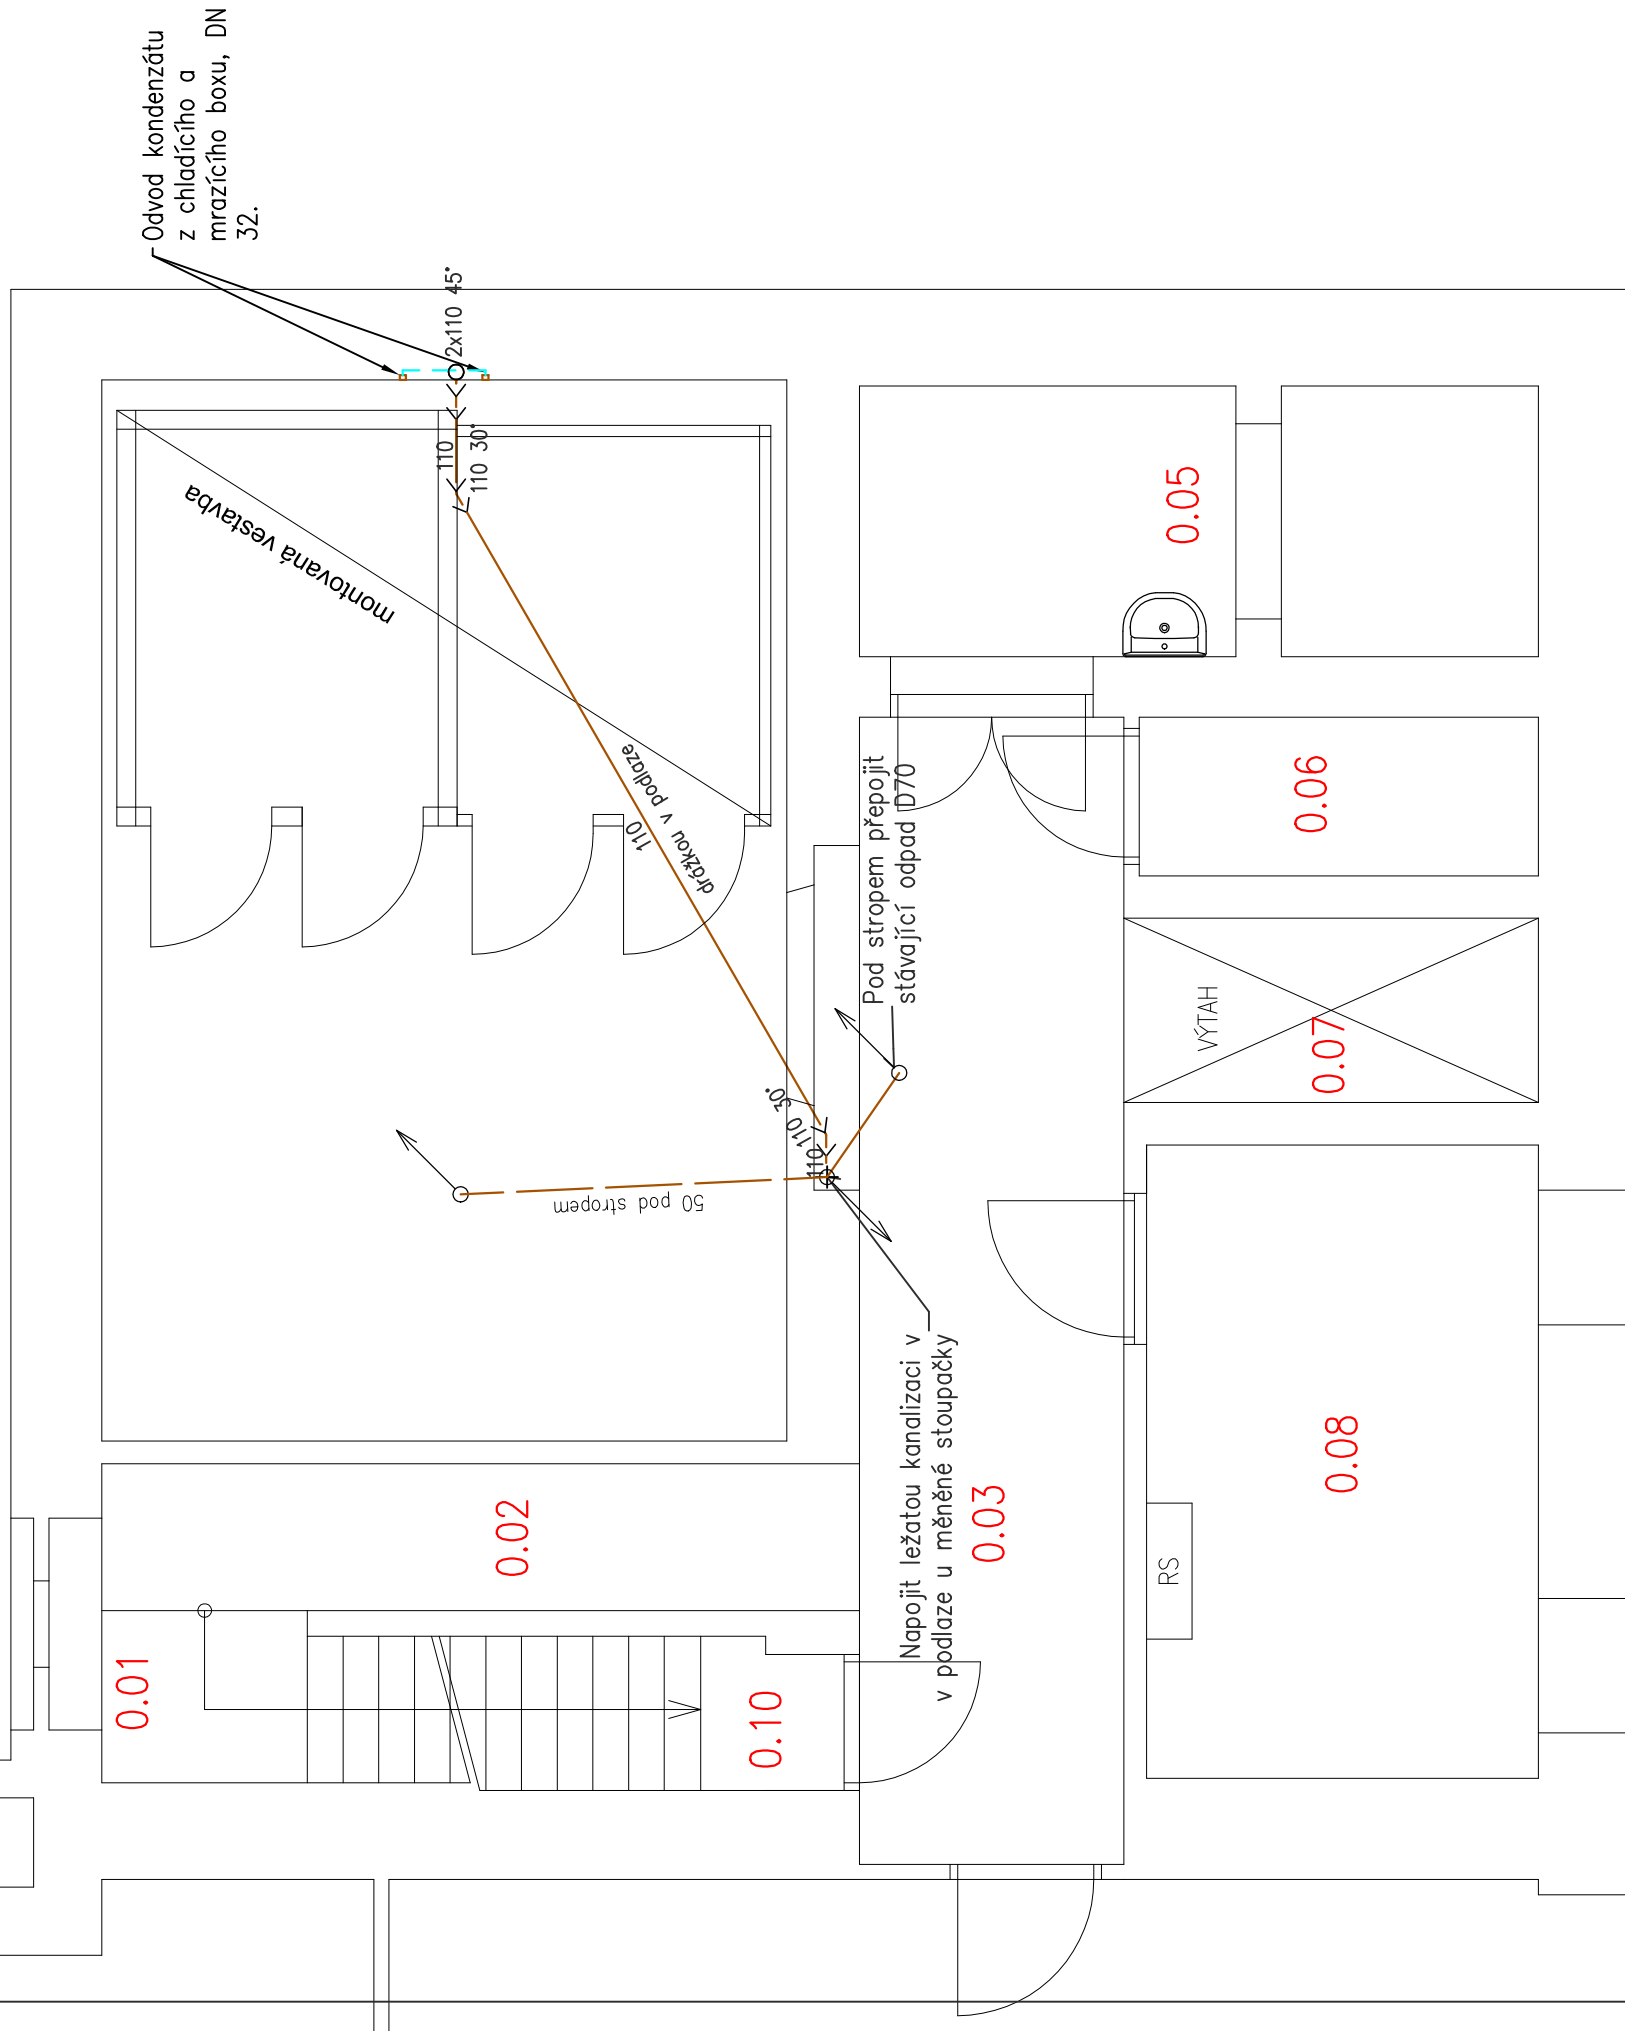 Odvod kondenzátu
z chladícího a
mrazícího boxu, DN
32.
2x110 45°
110
110 30°
montovaná vestavba
drážkou v podlaze
110
Pod stropem přepojit
stávající odpad D70
110 30°
110
50 pod stropem
Napojit ležatou kanalizaci v
v podlaze u měněné stoupačky
0.01
0.02
0.03
0.05
0.06
VÝTAH
0.07
0.08
RS
0.10